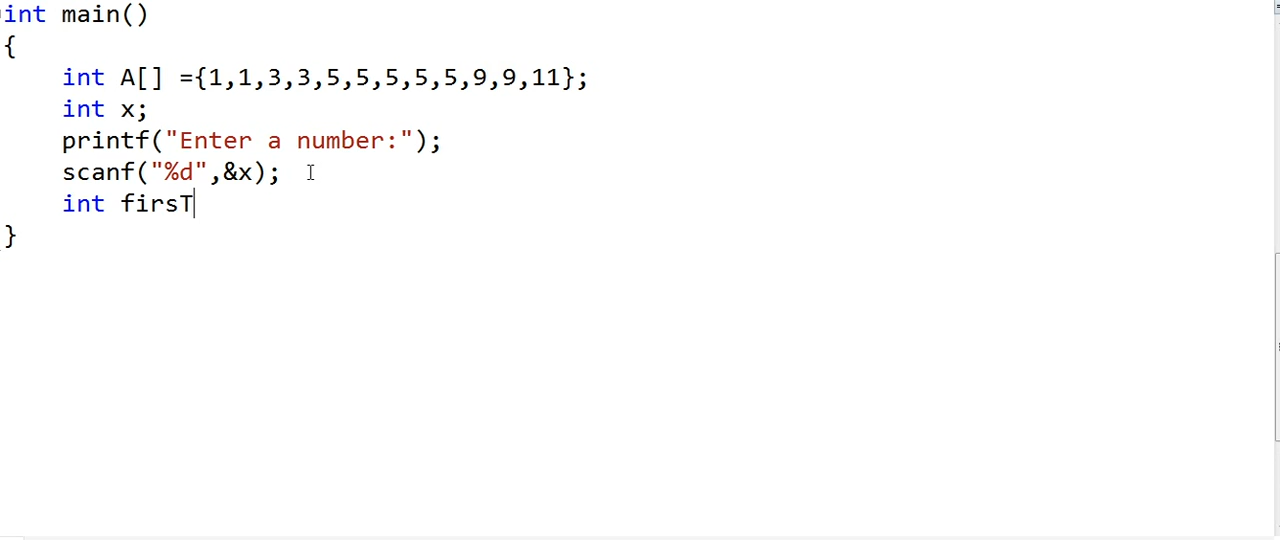 int main()
{
int A[] ={1,1,3,3,5,5,5,5,5,9,9,11};
int x;
printf("Enter a number:");
scanf("%d",&x);
int firsT
}